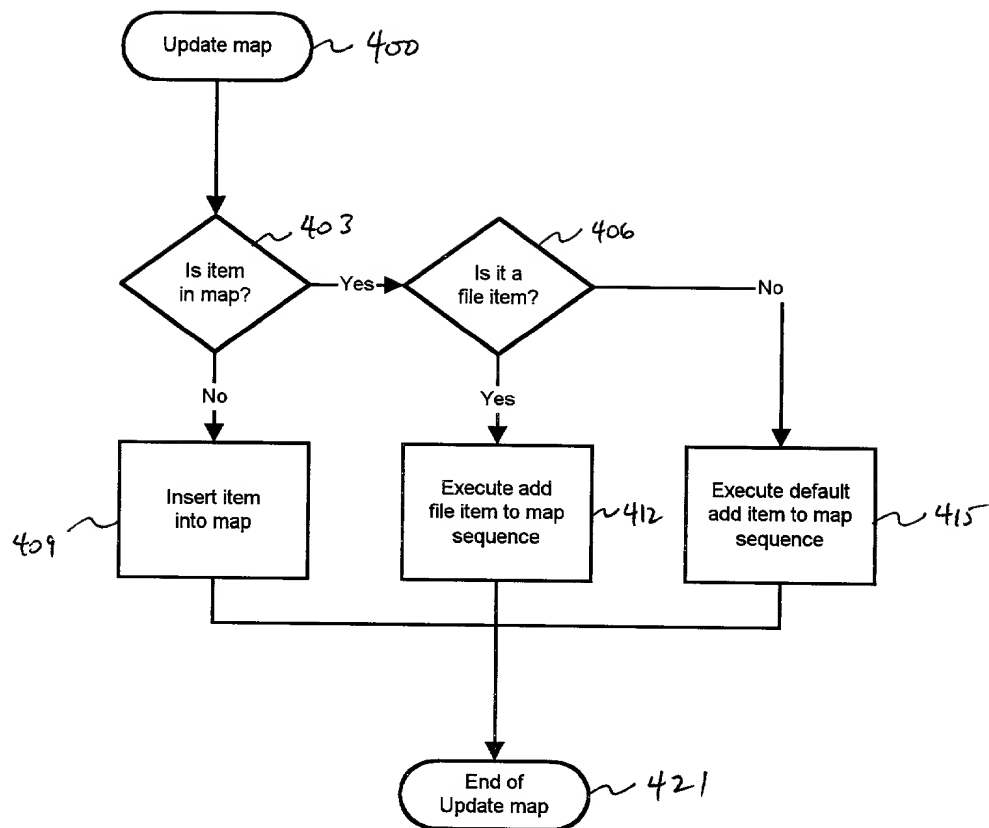 Update map
400
Is item
in map?
403
Yes
Is it a
file item?
406
No
No
Yes
Insert item
into map
409
Execute add
file item to map
sequence
412
Execute default
add item to map
sequence
415
End of
Update map
421